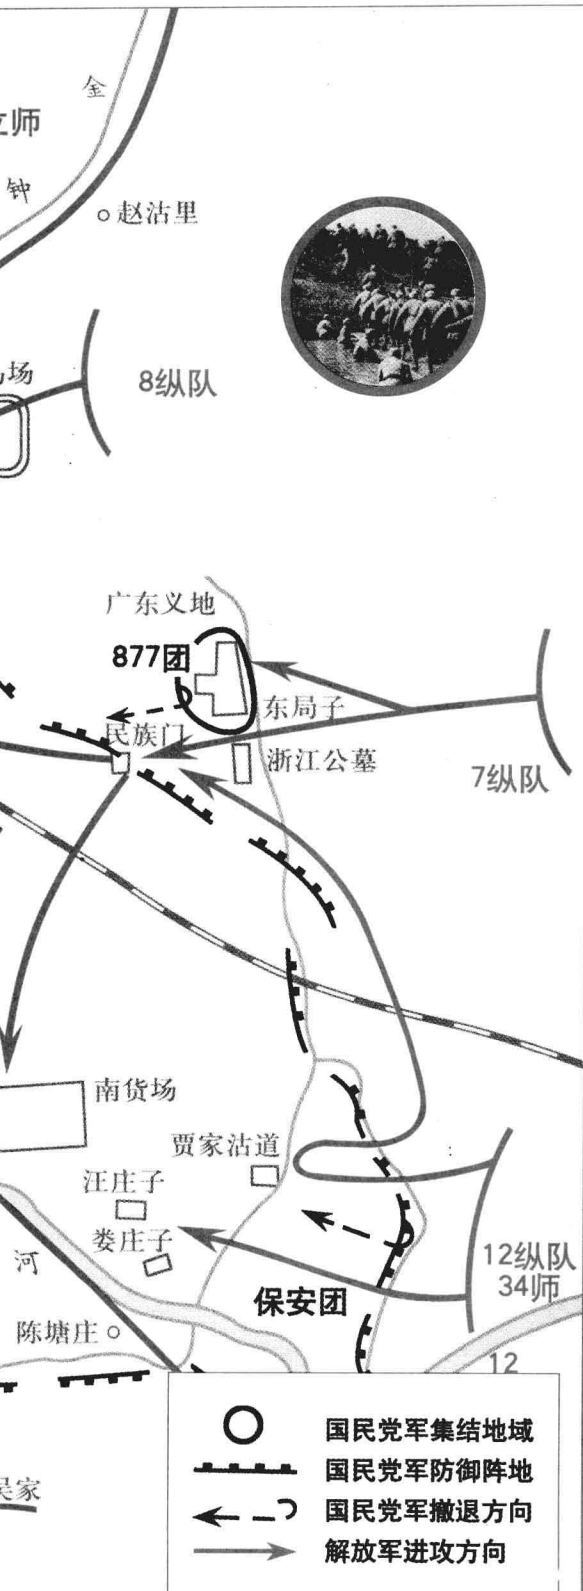 金
师
钟
赵沽里
场
8纵队
广东义地
877团
东局子
民族门
浙江公墓
7纵队
南货场
贾家沽道
汪庄子
娄庄子
河
12纵队
34师
保安团
陈塘庄
12
国民党军集结地域
国民党军防御阵地
吴家
国民党军撤退方向
解放军进攻方向